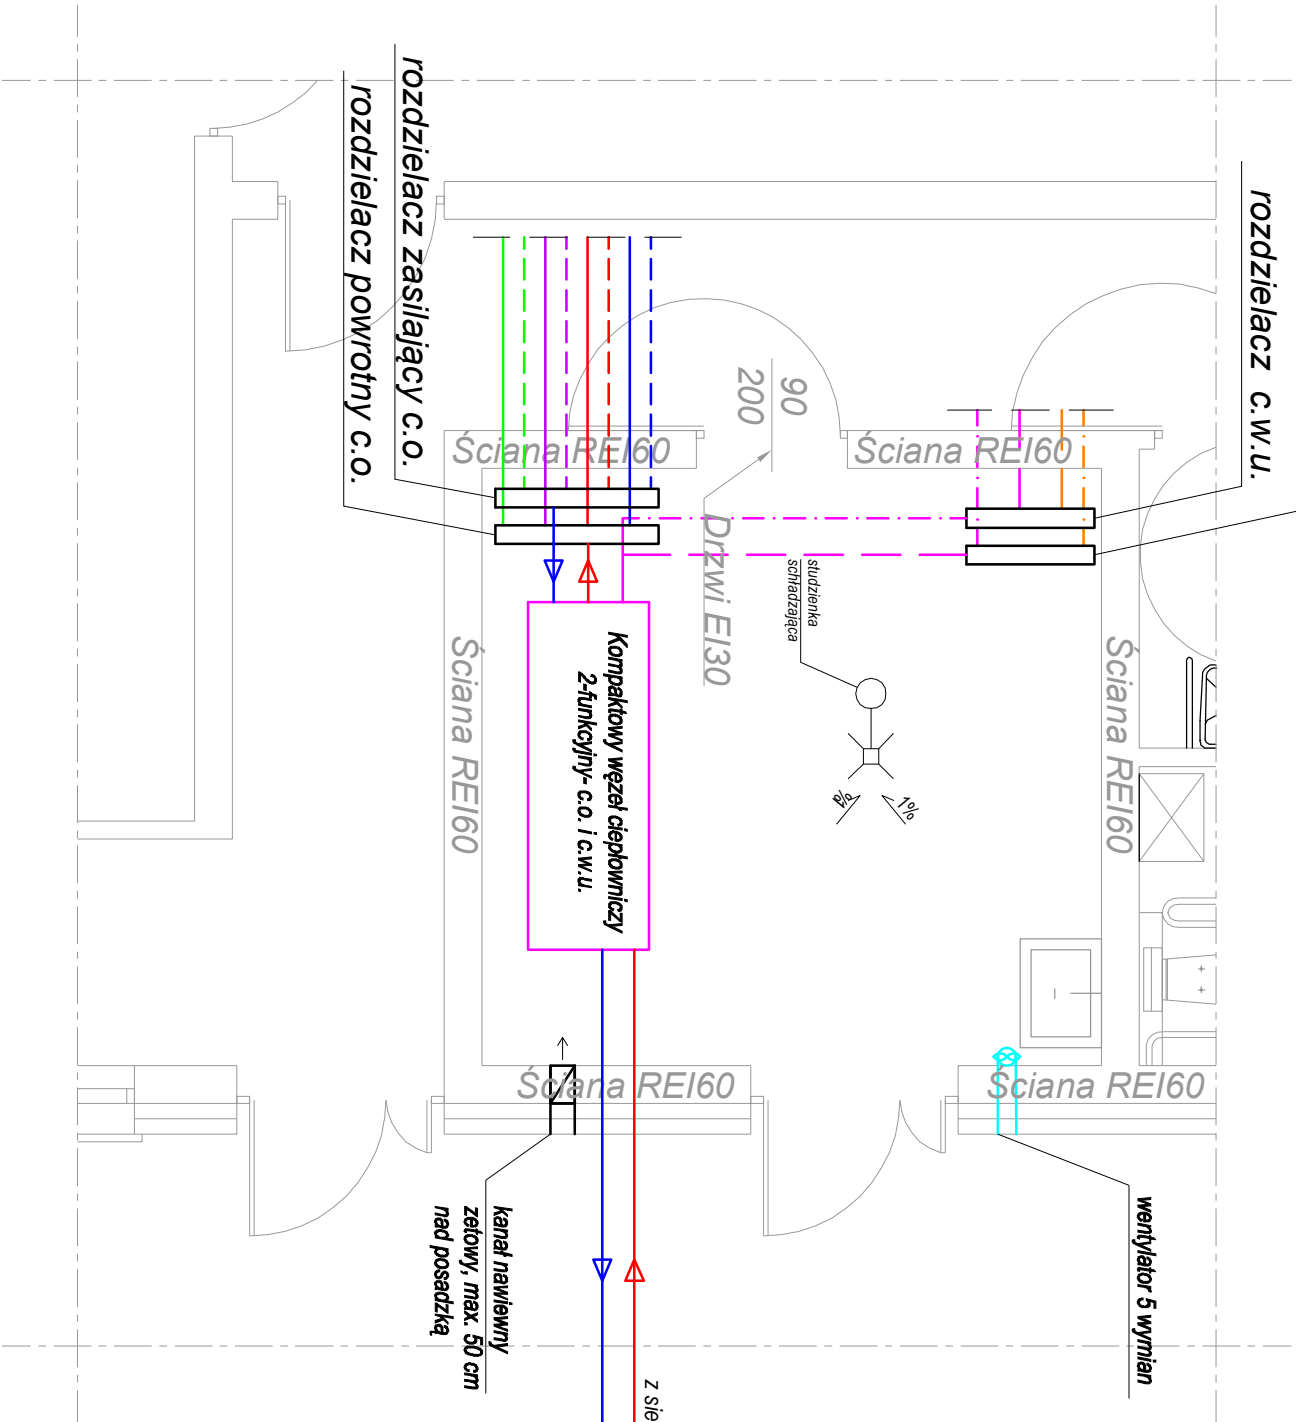 rozdzielacz zasilający c.o.
rozdzielacz powrotny c.o.
rozdzielacz c.w.u.
90
200
Ściana REI60
Ściana REI60
Drzwi EI30
studzienka
schładzająca
Ściana REI60
Ściana REI60
Kompaktowy węzeł ciepłowniczy
2-funkcyjny- c.o. i c.w.u.
1%
1%
Ściana REI60
Ściana REI60
kanał nawiewny
zetowy, max. 50 cm
nad posadzką
wentylator 5 wymian
z sie